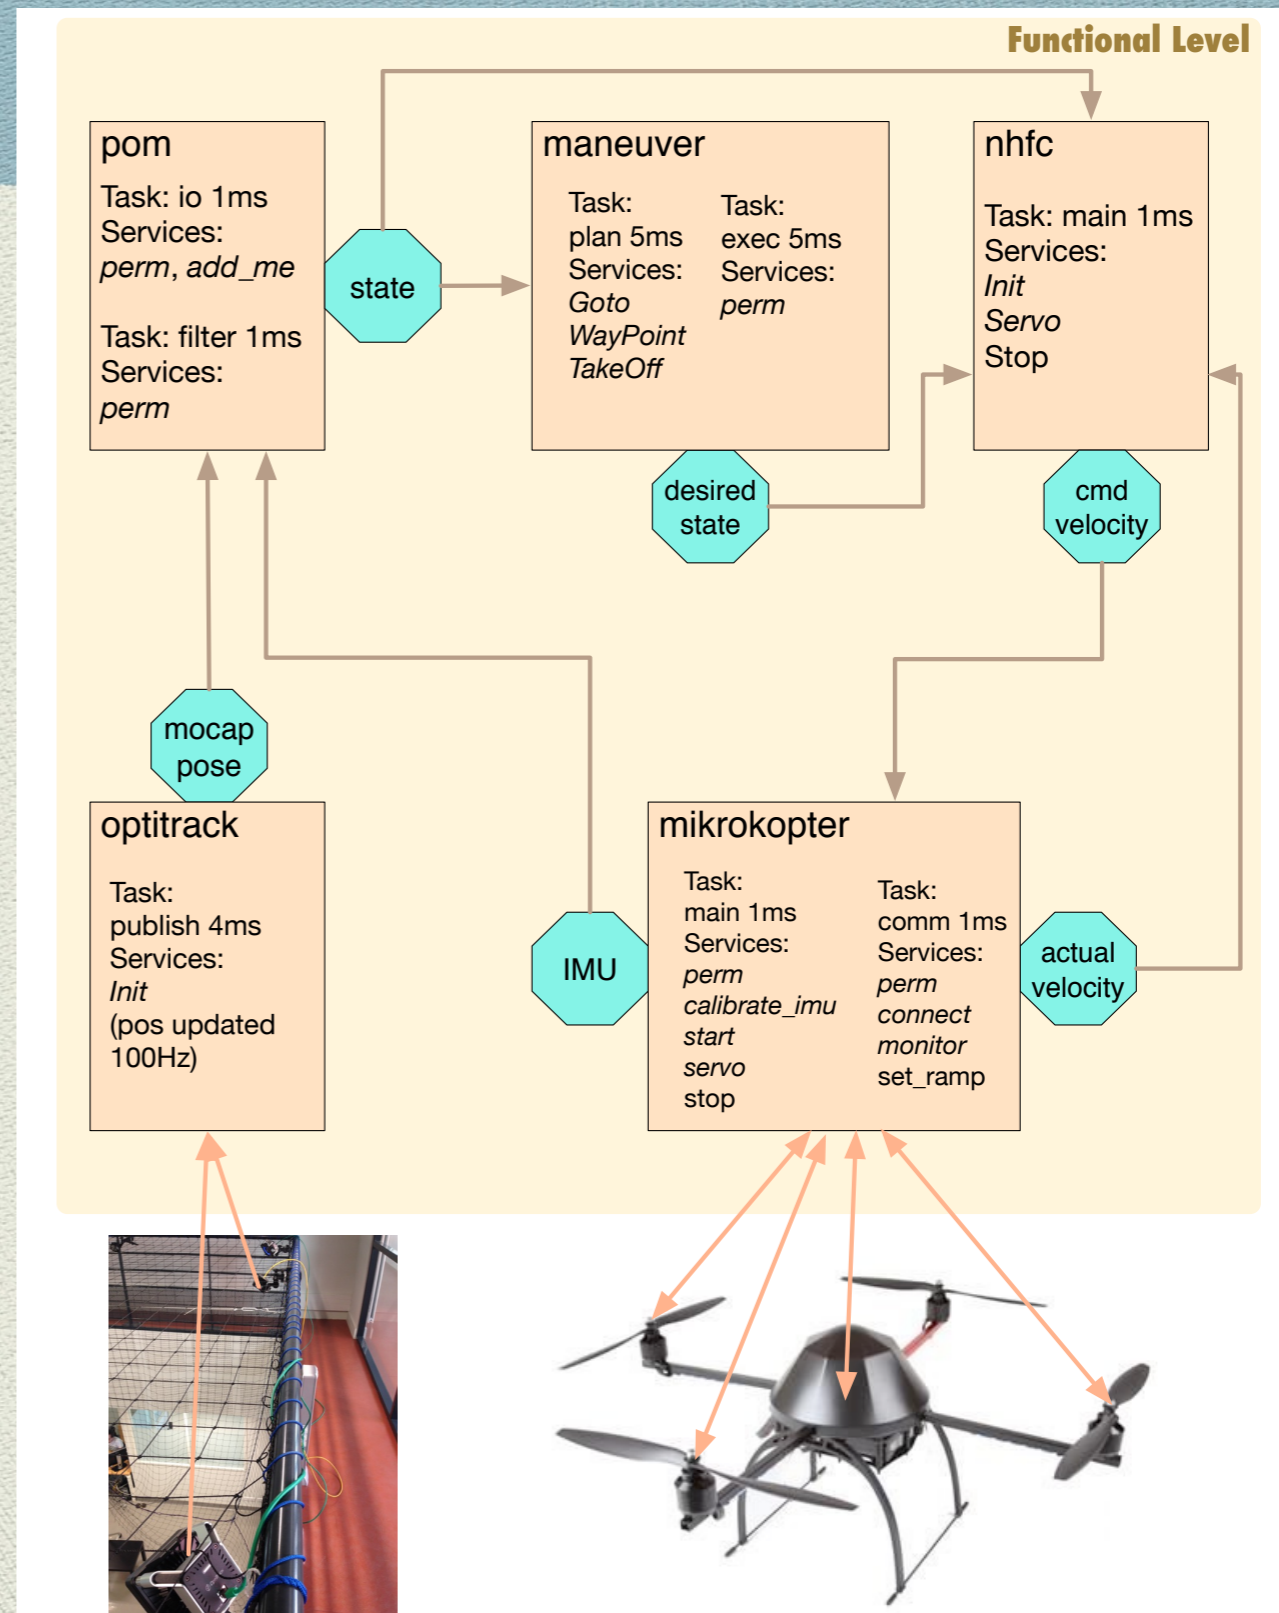 Functional Level
pom
Task: io 1ms
Services:
perm, add_me
Task: filter 1ms
Services:
perm
state
maneuver
Task:
plan 5ms
Services:
Goto
WayPoint
TakeOff
Task:
exec 5ms
Services:
perm
nhfc
Task: main 1ms
Services:
Init
Servo
Stop
desired
state
cmd
velocity
mocap
pose
optitrack
Task:
publish 4ms
Services:
Init
(pos updated
100Hz)
IMU
mikrokopter
Task:
main 1ms
Services:
perm
calibrate_imu
start
servo
stop
Task:
comm 1ms
Services:
perm
connect
monitor
set_ramp
actual
velocity